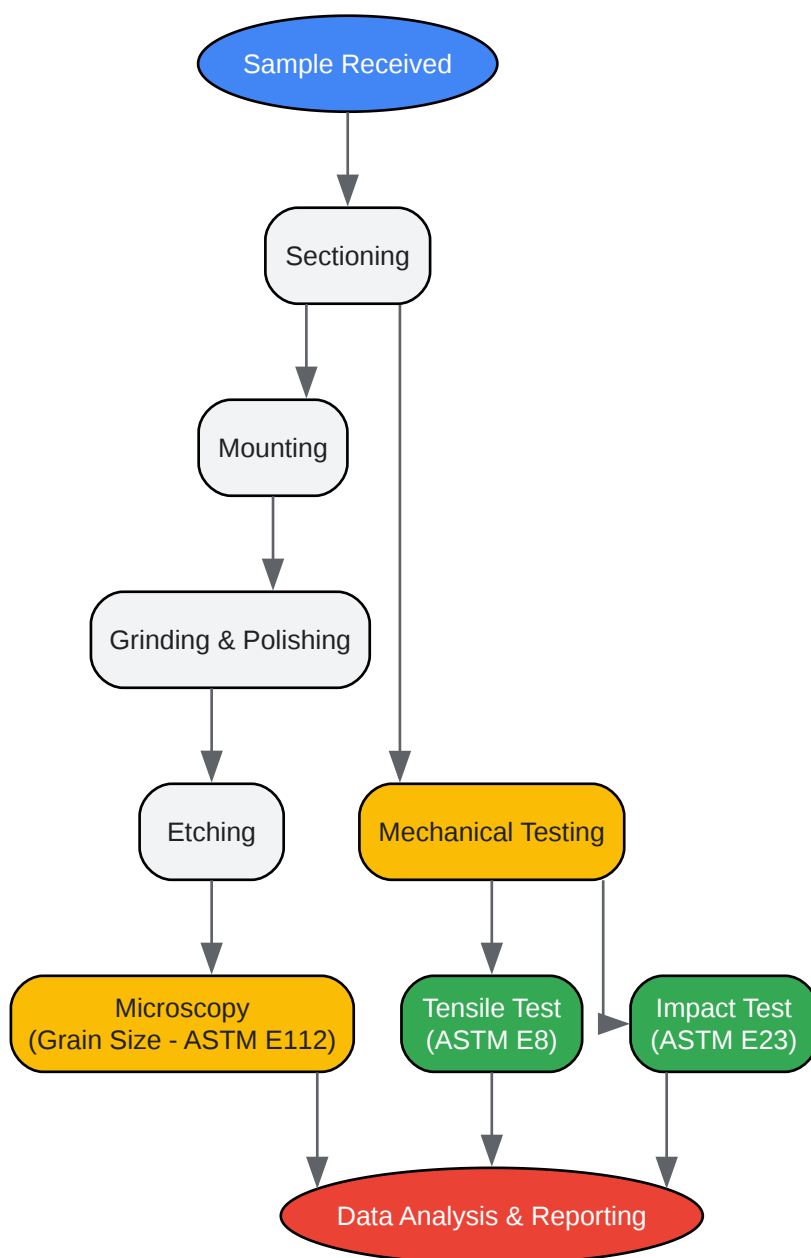 Sample Received
Sectioning
Mounting
Grinding & Polishing
Etching
Mechanical Testing
Microscopy
(Grain Size - ASTM E112)
Tensile Test
(ASTM E8)
Impact Test
(ASTM E23)
Data Analysis & Reporting